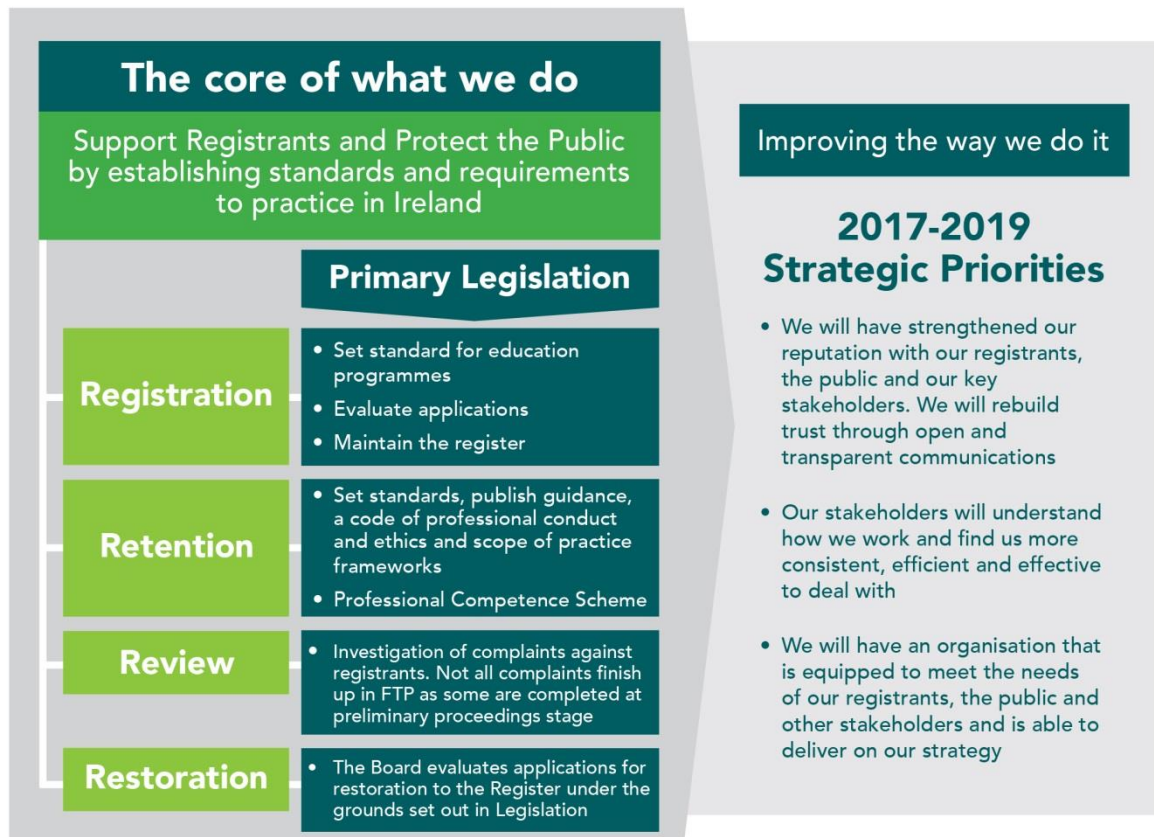 The core of what we do
Support Registrants and Protect the Public
by establishing standards and requirements
to practice in Ireland
Primary Legislation
Registration
• Set standard for education
programmes
• Evaluate applications
• Maintain the register
Retention
• Set standards, publish guidance,
a code of professional conduct
and ethics and scope of practice
frameworks
• Professional Competence Scheme
Review
• Investigation of complaints against
registrants. Not all complaints finish
up in FTP as some are completed at
preliminary proceedings stage
Restoration
• The Board evaluates applications for
restoration to the Register under the
grounds set out in Legislation
Improving the way we do it
2017-2019
Strategic Priorities
• We will have strengthened our
reputation with our registrants,
the public and our key
stakeholders. We will rebuild
trust through open and
transparent communications
• Our stakeholders will understand
how we work and find us more
consistent, efficient and effective
to deal with
• We will have an organisation that
is equipped to meet the needs
of our registrants, the public and
other stakeholders and is able to
deliver on our strategy